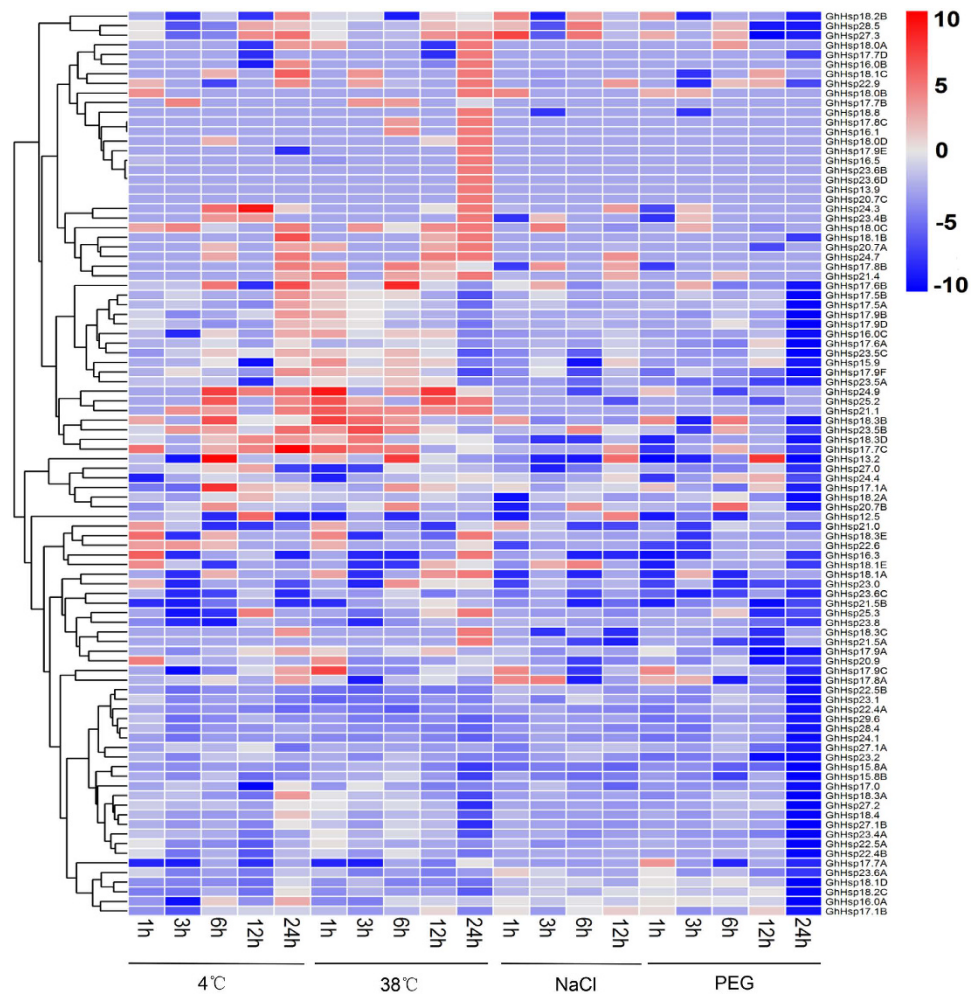 GhHsp18.2B
GhHsp28.5
GhHsp27.3
GhHsp18.0A
GhHsp17.7D
GhHsp16.0B
GhHsp18.1C
GhHsp22.9
GhHsp18.0B
GhHsp17.7B
GhHsp18.8
GhHsp17.8C
GhHsp16.1
GhHsp18.0D
GhHsp17.9E
GhHsp16.5
GhHsp23.6B
GhHsp23.6D
GhHsp13.9
GhHsp20.7C
GhHsp24.3
GhHsp23.4B
GhHsp18.0C
GhHsp18.1B
GhHsp20.7A
GhHsp24.7
GhHsp17.8B
GhHsp21.4
GhHsp17.6B
GhHsp17.5B
GhHsp17.5A
GhHsp17.9B
GhHsp17.9D
GhHsp16.0C
GhHsp17.6A
GhHsp23.5C
GhHsp15.9
GhHsp17.9F
GhHsp23.5A
GhHsp24.9
GhHsp25.2
GhHsp21.1
GhHsp18.3B
GhHsp23.5B
GhHsp18.3D
GhHsp17.7C
GhHsp13.2
GhHsp27.0
GhHsp24.4
GhHsp17.1A
GhHsp18.2A
GhHsp20.7B
GhHsp12.5
GhHsp21.0
GhHsp18.3E
GhHsp22.6
GhHsp16.3
GhHsp18.1E
GhHsp18.1A
GhHsp23.0
GhHsp23.6C
GhHsp21.5B
GhHsp25.3
GhHsp23.8
GhHsp18.3C
GhHsp21.5A
GhHsp17.9A
GhHsp20.9
GhHsp17.9C
GhHsp17.8A
GhHsp22.5B
GhHsp23.1
GhHsp22.4A
GhHsp29.6
GhHsp28.4
GhHsp24.1
GhHsp27.1A
GhHsp23.2
GhHsp15.8A
GhHsp15.8B
GhHsp17.0
GhHsp18.3A
GhHsp27.2
GhHsp18.4
GhHsp27.1B
GhHsp23.4A
GhHsp22.5A
GhHsp22.4B
GhHsp17.7A
GhHsp23.6A
GhHsp18.1D
GhHsp18.2C
GhHsp16.0A
GhHsp17.1B
10
5
0
-5
-10
1h 3h 6h 12h 24h 1h 3h 6h 12h 24h 1h 3h 6h 12h 1h 3h 6h 12h 24h
4℃ 38℃ NaCl PEG